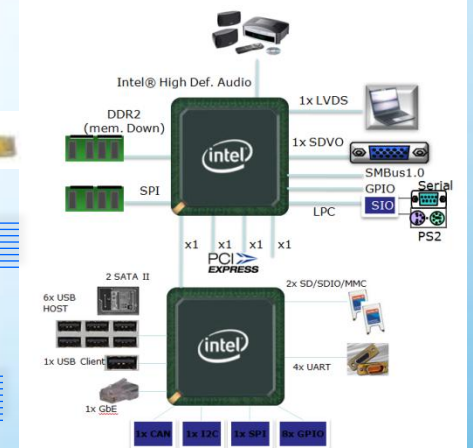 Intel® High Def. Audio
DDR2
(mem. Down)
1x LVDS
intel
1x SDVO
SMBus1.0
GPIO
Serial
SPI
SIO
LPC
PS2
x1 x1 x1 x1
PCI
EXPRESS
2 SATA II
2x SD/SDIO/MMC
6x USB
HOST
intel
1x USB Client
4x UART
1x GbE
1x CAN
1x I2C
1x SPI
8x GPIO